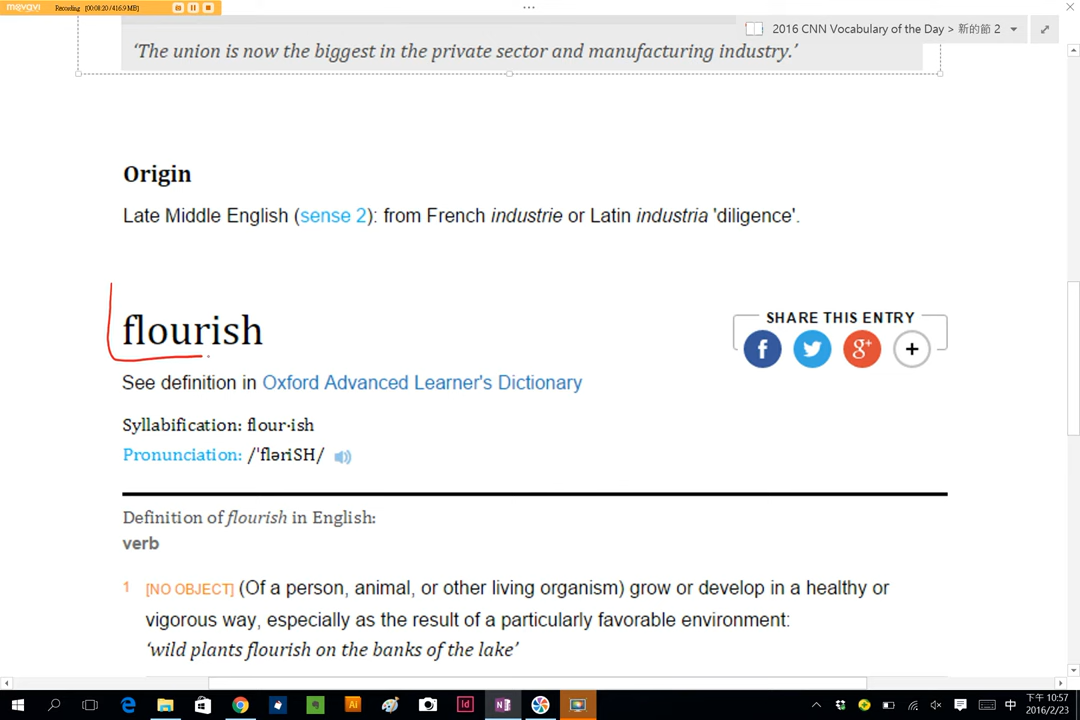 movavi Recording [00:08:20/416.9MB]
2016 CNN Vocabulary of the Day > 新的節 2
‘The union is now the biggest in the private sector and manufacturing industry.’
Origin
Late Middle English (sense 2): from French industrie or Latin industria 'diligence'.
flourish
SHARE THIS ENTRY
f g+ +
See definition in Oxford Advanced Learner's Dictionary
Syllabification: flour·ish
Pronunciation: /ˈfləriSH/
Definition of flourish in English:
verb
1 [NO OBJECT] (Of a person, animal, or other living organism) grow or develop in a healthy or
vigorous way, especially as the result of a particularly favorable environment:
‘wild plants flourish on the banks of the lake’
e Ai Id N 中
下午 10:57
2016/2/23